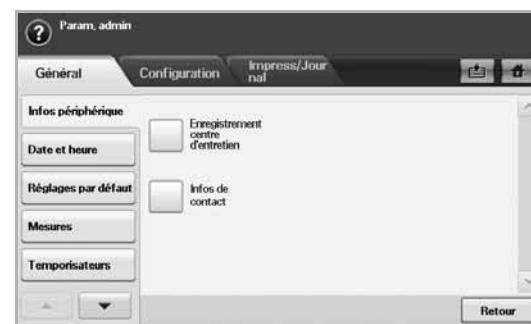 Param. admin
Général
Configuration
Impress/Jour
nal
Infos périphérique
Date et heure
Réglages par défaut
Mesures
Temporisateurs
Enregistrement
centre
d'entretien
Infos de
contact
Retour